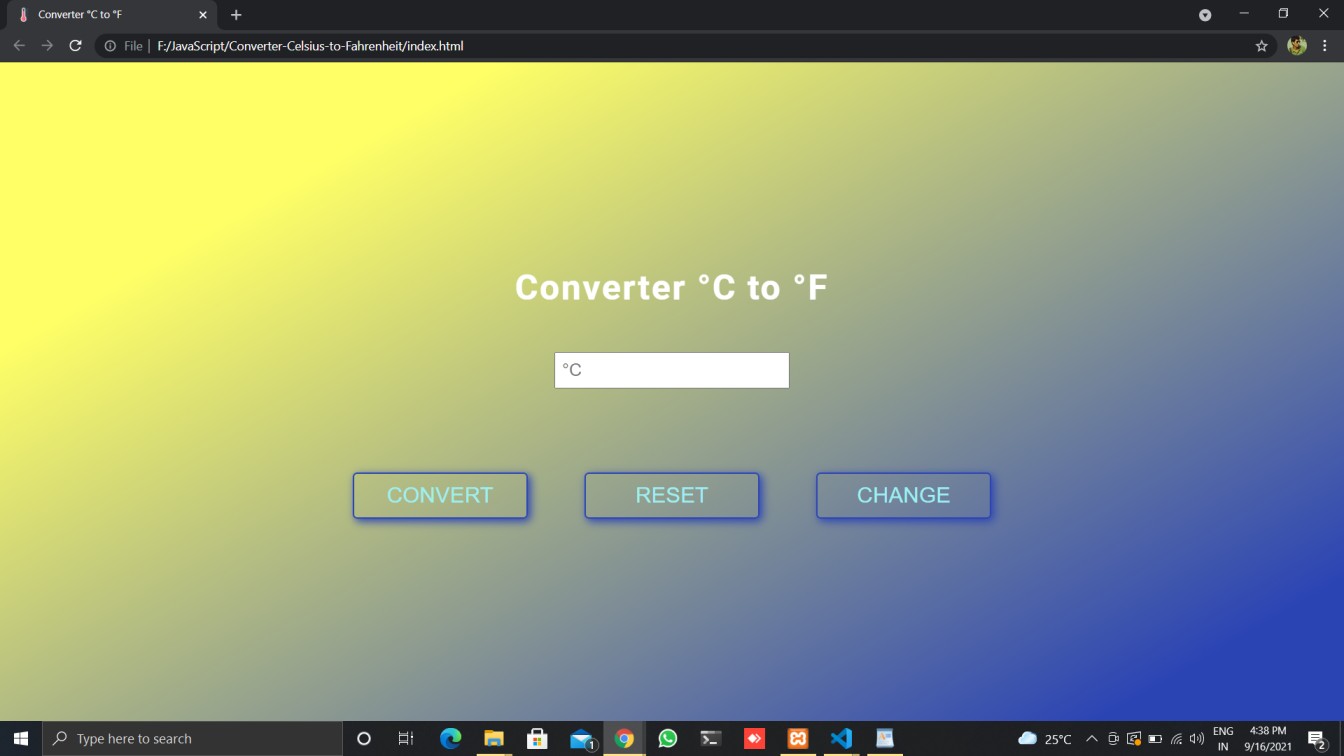 Converter °C to °F
File | F:/JavaScript/Converter-Celsius-to-Fahrenheit/index.html
Converter °C to °F
°C
CONVERT
RESET
CHANGE
Type here to search
1
25°C
ENG
IN
4:38 PM
9/16/2021
2